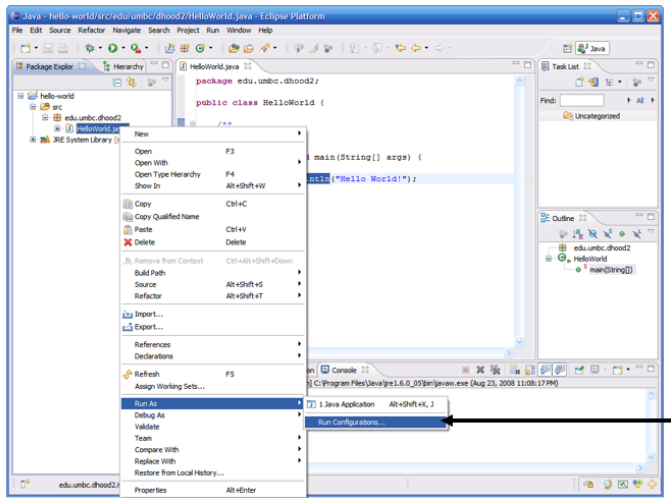 Java - hello-world/src/edu/umbc/dhood2/HelloWorld.java - Eclipse Platform
File Edit Source Refactor Navigate Search Project Run Window Help
Java
Package Explor Hierarchy
HelloWorld.java
Task List
package edu.umbc.dhood2;
hello-world
src
edu.umbc.dhood2
HelloWorld.ja
JRE System Library
public class HelloWorld {
/**
main(String[] args) {
ntln("Hello World!");
Find: All
Uncategorized
Outline
edu.umbc.dhood2
HelloWorld
main(String[])
New
Open F3
Open With
Open Type Hierarchy F4
Show In Alt+Shift+W
Copy Ctrl+C
Copy Qualified Name
Paste Ctrl+V
Delete Delete
Remove from Context Ctrl+Alt+Shift+Down
Build Path
Source Alt+Shift+S
Refactor Alt+Shift+T
Import...
Export...
References
Declarations
Refresh F5
Assign Working Sets...
Run As
Debug As
Validate
Team
Compare With
Replace With
Restore from Local History...
Properties Alt+Enter
on Console
] C:\Program Files\Java\jre1.6.0_05\bin\javaw.exe (Aug 23, 2008 11:08:17 PM)
1 Java Application Alt+Shift+X, J
Run Configurations...
edu.umbc.dhood2.H